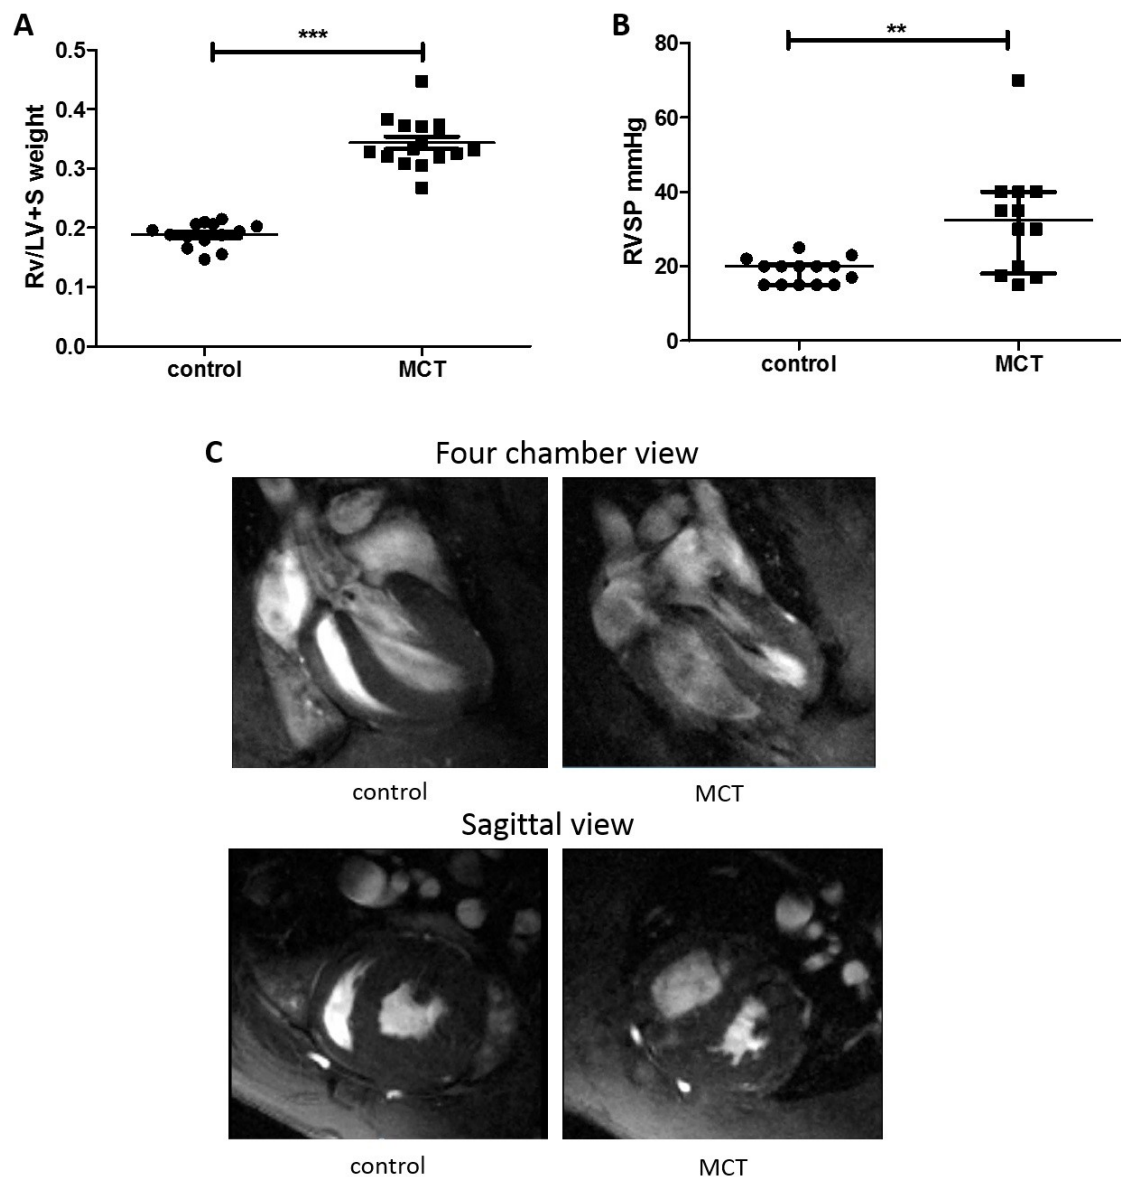 A
***
0.5
0.4
0.3
0.2
0.1
0.0
Rv/LV+S weight
control
MCT
B
**
80
60
40
20
0
RVSP mmHg
control
MCT
C
Four chamber view
control
MCT
Sagittal view
control
MCT